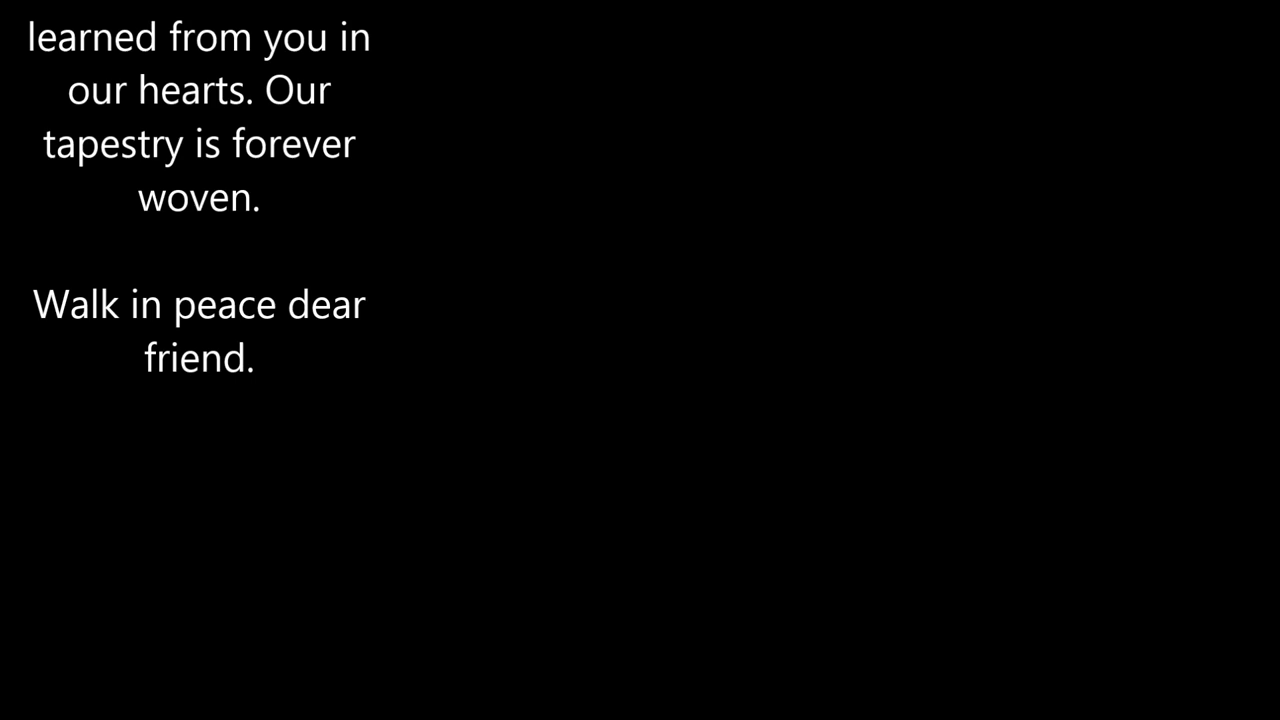 learned from you in
our hearts. Our
tapestry is forever
woven.
Walk in peace dear
friend.